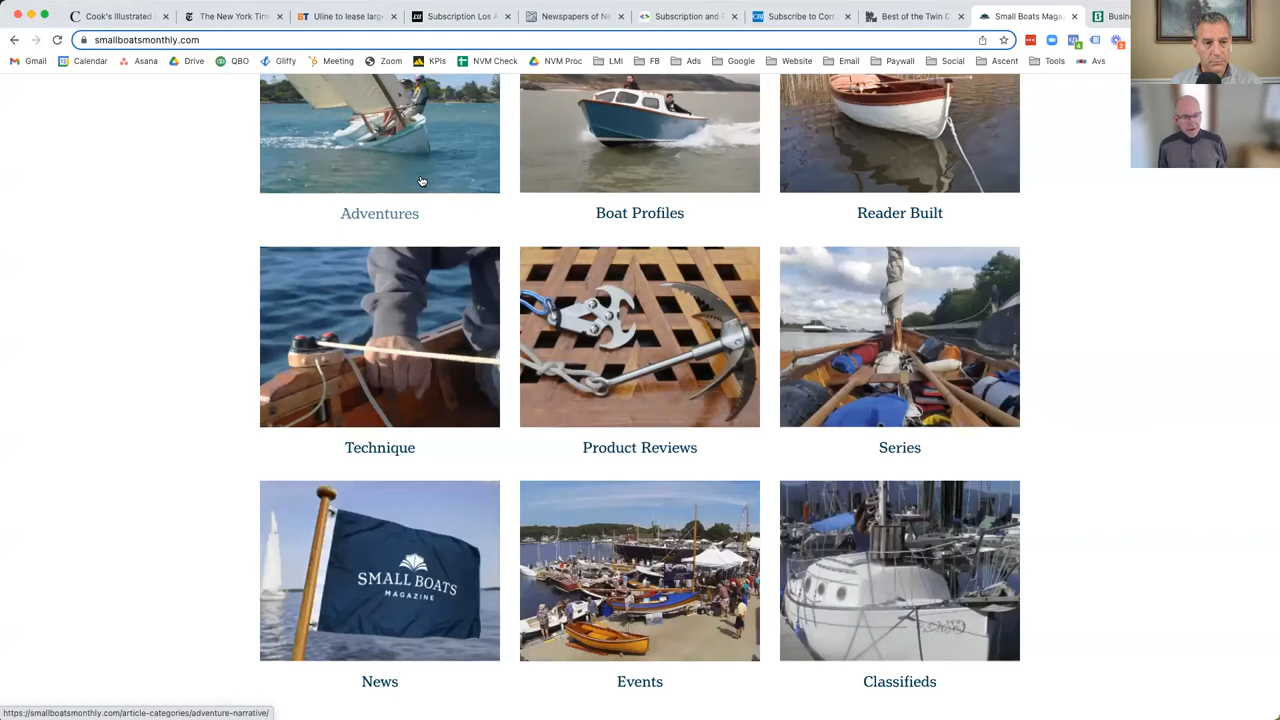 Cook's Illustrated
The New York Tim
Uline to lease larg
Subscription Los A
Newspapers of Ne
Subscription and F
Subscribe to Corr
Best of the Twin C
Small Boats Maga
Busin
smallboatsmonthly.com
Gmail
Calendar
Asana
Drive
QBO
Gliffy
Meeting
Zoom
KPIs
NVM Check
NVM Proc
LMI
FB
Ads
Google
Website
Email
Paywall
Social
Ascent
Tools
Avs
Adventures
Boat Profiles
Reader Built
Technique
Product Reviews
Series
SMALL BOATS
MAGAZINE
News
Events
Classifieds
https://smallboatsmonthly.com/article-categories/adventure-narrative/